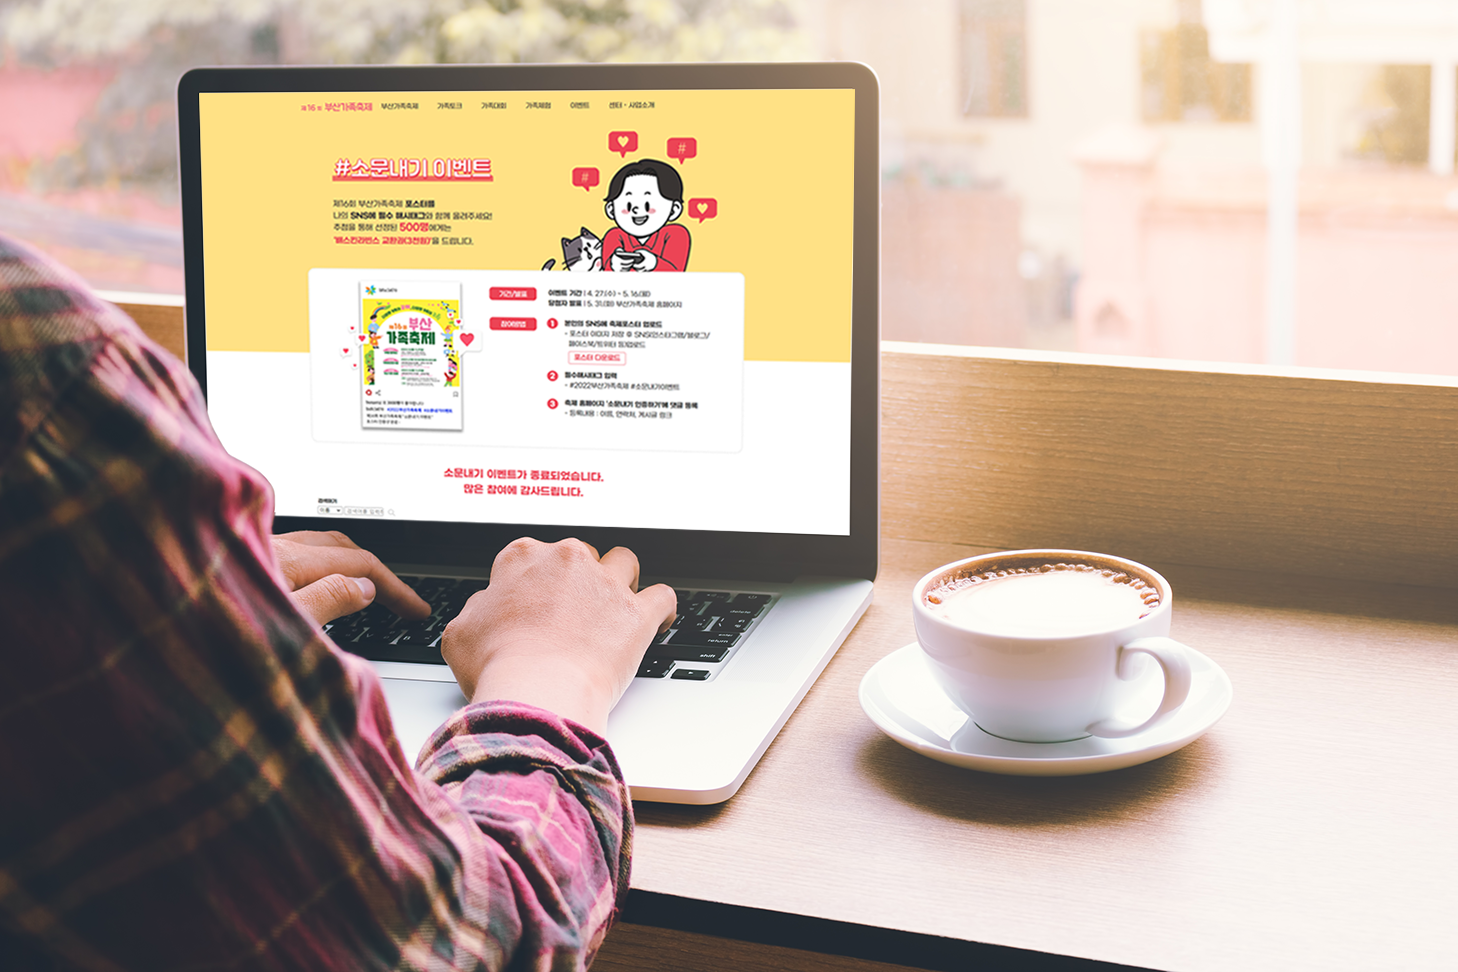 제16회 부산가족축제 부산가족축제 가족토크 가족대회 가족체험 이벤트 센터·사업소개
#소문내기 이벤트
제16회 부산가족축제 포스터를
나의 SNS에 필수 해시태그와 함께 올려주세요!
추첨을 통해 선정된 500명에게는
'배스킨라빈스 교환권(3천원)'을 드립니다.
제16회 부산
가족축제
기간/발표
이벤트 기간 | 4. 27.(수) ~ 5. 16.(월)
당첨자 발표 | 5. 31.(화) 부산가족축제 홈페이지
참여방법
1 본인의 SNS에 축제포스터 업로드
- 포스터 이미지 저장 후 SNS(인스타그램/블로그/
페이스북/트위터 등)업로드
포스터 다운로드
2 필수해시태그 입력
- #2022부산가족축제 #소문내기이벤트
3 축제 홈페이지 '소문내기 인증하기'에 댓글 등록
- 등록내용 : 이름, 연락처, 게시글 링크
소문내기 이벤트가 종료되었습니다.
많은 참여에 감사드립니다.
검색하기
이름
delete
return
shift